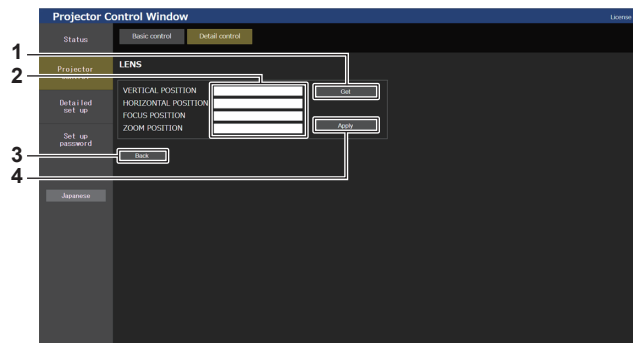 Projector Control Window
License
Status
Basic control
Detail control
1
2
Projector
control
LENS
VERTICAL POSITION
Get
HORIZONTAL POSITION
Detailed
set up
FOCUS POSITION
ZOOM POSITION
Apply
Set up
password
3
Back
4
Japanese